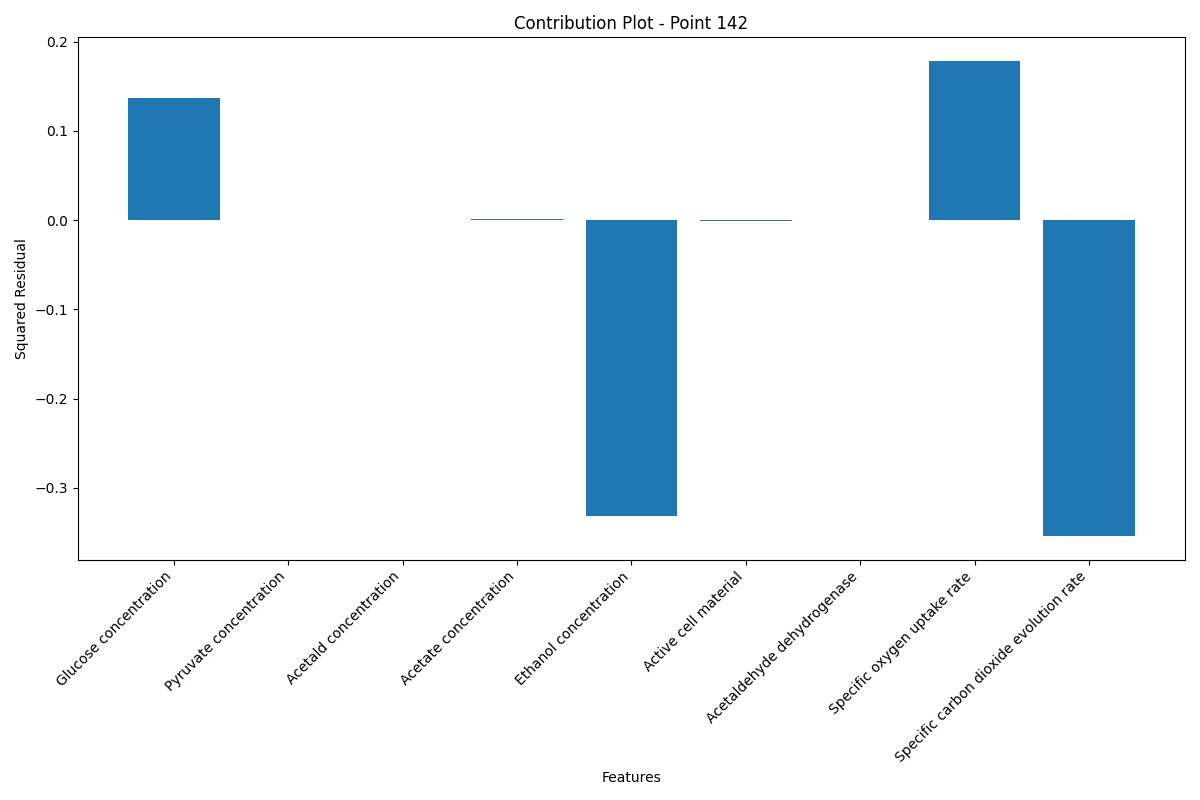 Contribution Plot - Point 142
Squared Residual
0.2
0.1
0.0
−0.1
−0.2
−0.3
Glucose concentration
Pyruvate concentration
Acetald concentration
Acetate concentration
Ethanol concentration
Active cell material
Acetaldehyde dehydrogenase
Specific oxygen uptake rate
Specific carbon dioxide evolution rate
Features